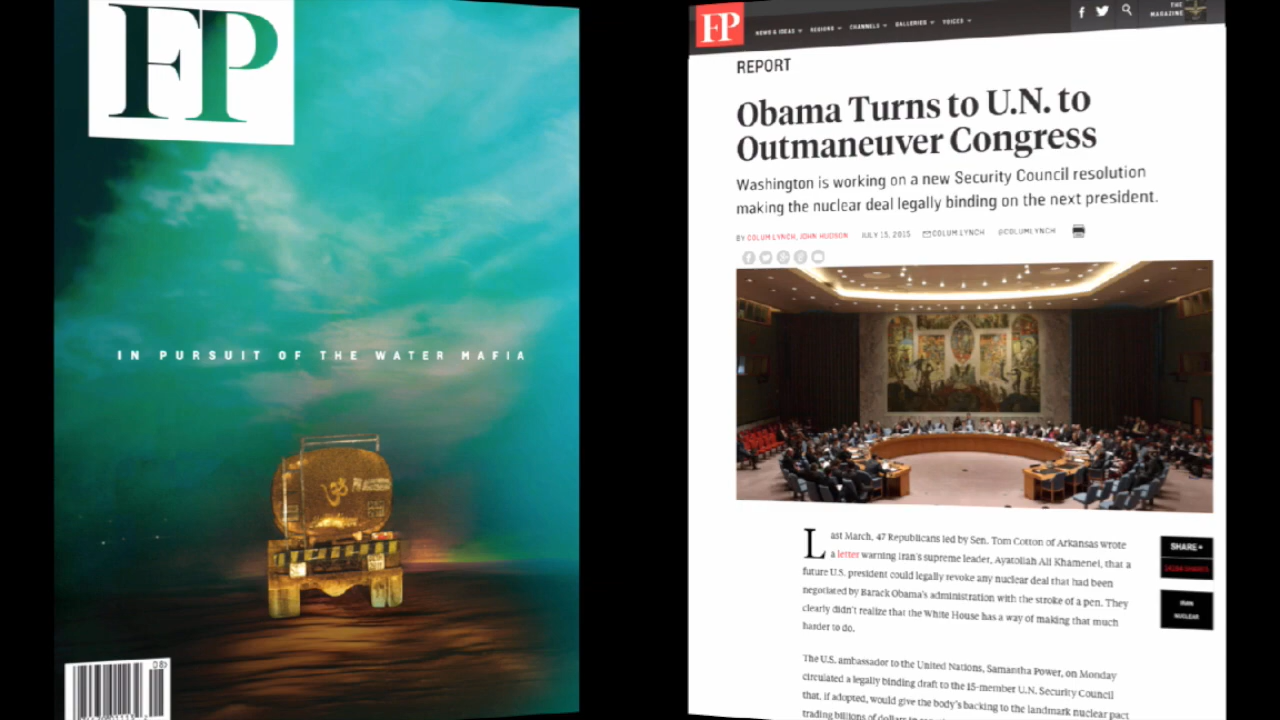 FP
IN PURSUIT OF THE WATER MAFIA
08>
FP
NEWS & IDEAS REGIONS CHANNELS GALLERIES VOICES
THE
MAGAZINE
REPORT
Obama Turns to U.N. to
Outmaneuver Congress
Washington is working on a new Security Council resolution
making the nuclear deal legally binding on the next president.
BY COLUM LYNCH, JOHN HUDSON JULY 15, 2015 COLUM.LYNCH @COLUMLYNCH
Last March, 47 Republicans led by Sen. Tom Cotton of Arkansas wrote
a letter warning Iran's supreme leader, Ayatollah Ali Khamenei, that a
future U.S. president could legally revoke any nuclear deal that had been
negotiated by Barack Obama's administration with the stroke of a pen. They
clearly didn't realize that the White House has a way of making that much
harder to do.
SHARE +
IRAN
NUCLEAR
The U.S. ambassador to the United Nations, Samantha Power, on Monday
circulated a legally binding draft to the 15-member U.N. Security Council
that, if adopted, would give the body's backing to the landmark nuclear pact
trading billions of dollars in